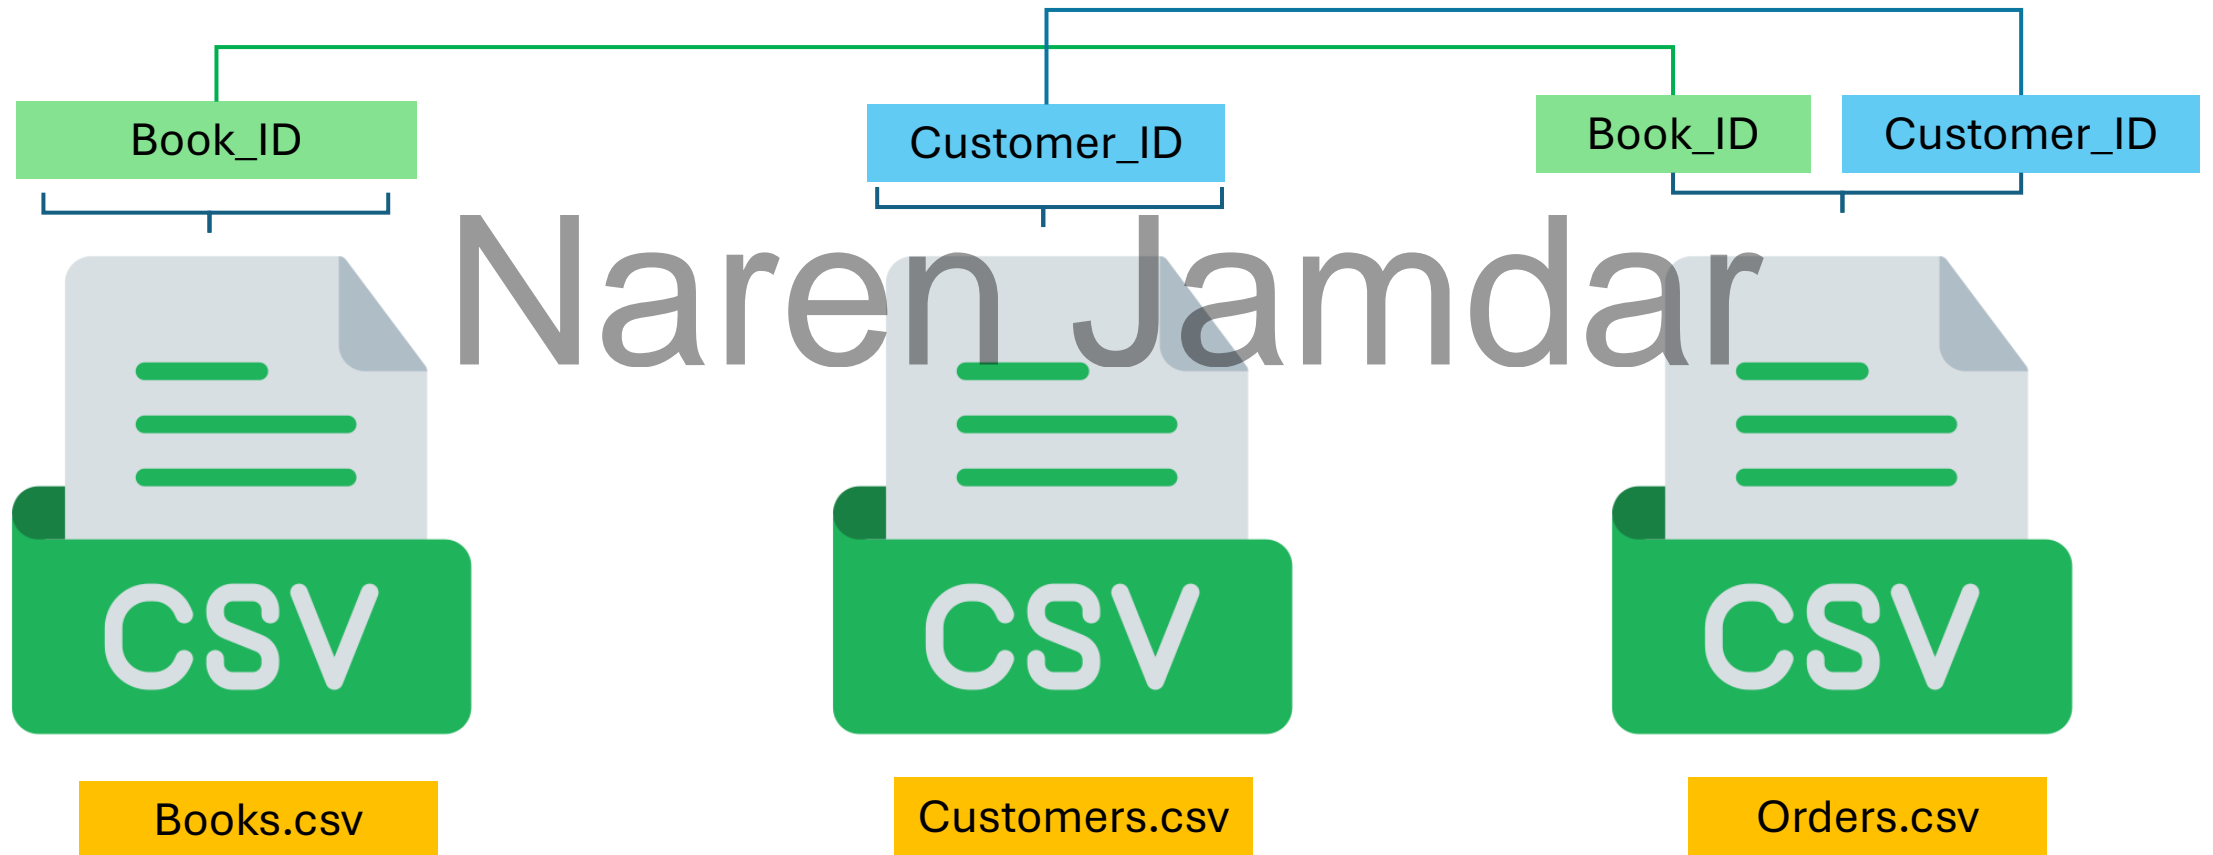 Book_ID
Customer_ID
Book_ID
Customer_ID
Naren Jamdar
CSV
CSV
CSV
Books.csv
Customers.csv
Orders.csv